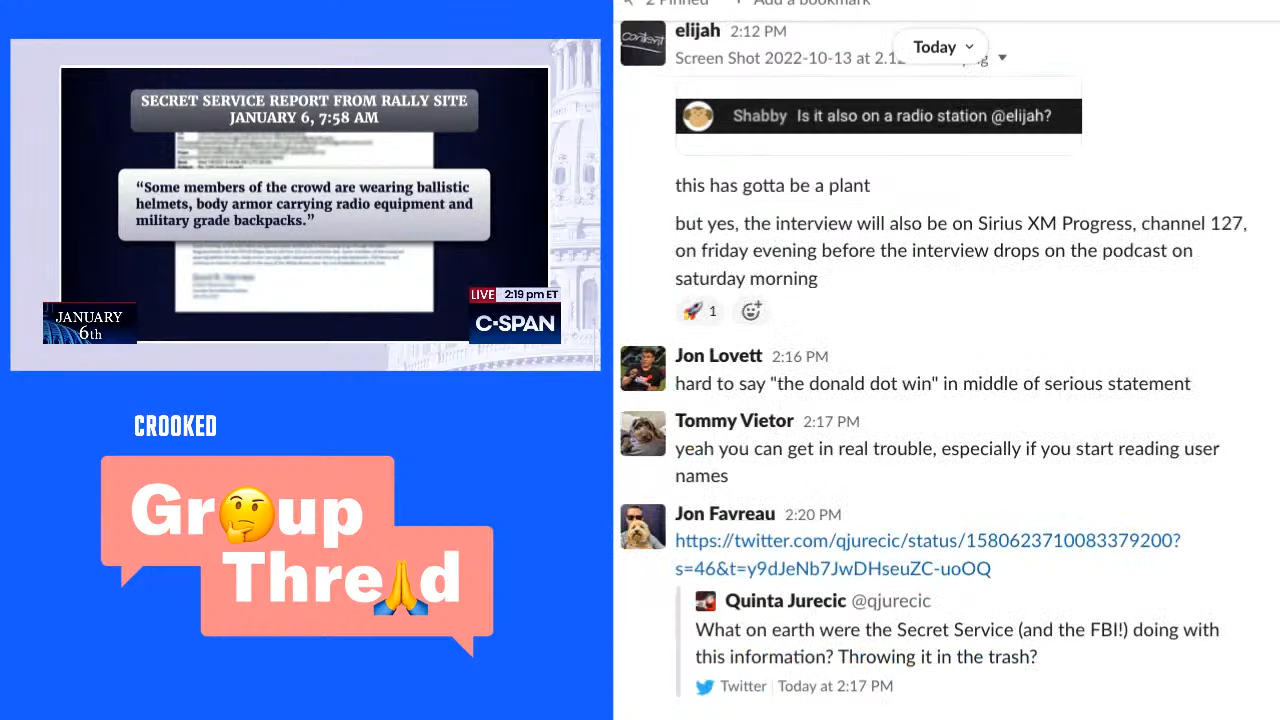 SECRET SERVICE REPORT FROM RALLY SITE
JANUARY 6, 7:58 AM
“Some members of the crowd are wearing ballistic
helmets, body armor carrying radio equipment and
military grade backpacks.”
LIVE 2:19 pm ET
C-SPAN
JANUARY
6th
CROOKED
Gr🤔up
Thre🙏d
2 Pinned + Add a bookmark
content
elijah 2:12 PM
Today
Screen Shot 2022-10-13 at 2.12
Shabby Is it also on a radio station @elijah?
this has gotta be a plant
but yes, the interview will also be on Sirius XM Progress, channel 127,
on friday evening before the interview drops on the podcast on
saturday morning
🚀 1
Jon Lovett 2:16 PM
hard to say "the donald dot win" in middle of serious statement
Tommy Vietor 2:17 PM
yeah you can get in real trouble, especially if you start reading user
names
Jon Favreau 2:20 PM
https://twitter.com/qjurecic/status/1580623710083379200?
s=46&t=y9dJeNb7JwDHseuZC-uoOQ
Quinta Jurecic @qjurecic
What on earth were the Secret Service (and the FBI!) doing with
this information? Throwing it in the trash?
Twitter | Today at 2:17 PM